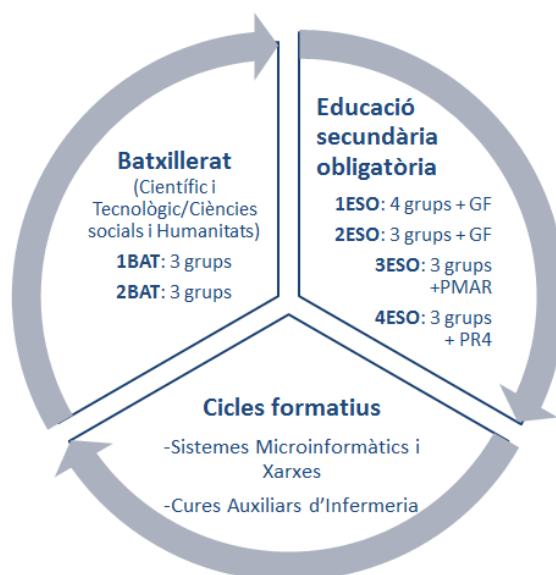 Batxillerat
(Científic i
Tecnològic/Ciències
socials i Humanitats)
1BAT: 3 grups
2BAT: 3 grups
Educació
secundària
obligatòria
1ESO: 4 grups + GF
2ESO: 3 grups + GF
3ESO: 3 grups
+PMAR
4ESO: 3 grups
+ PR4
Cicles formatius
-Sistemes Microinformàtics i
Xarxes
-Cures Auxiliars d'Infermeria